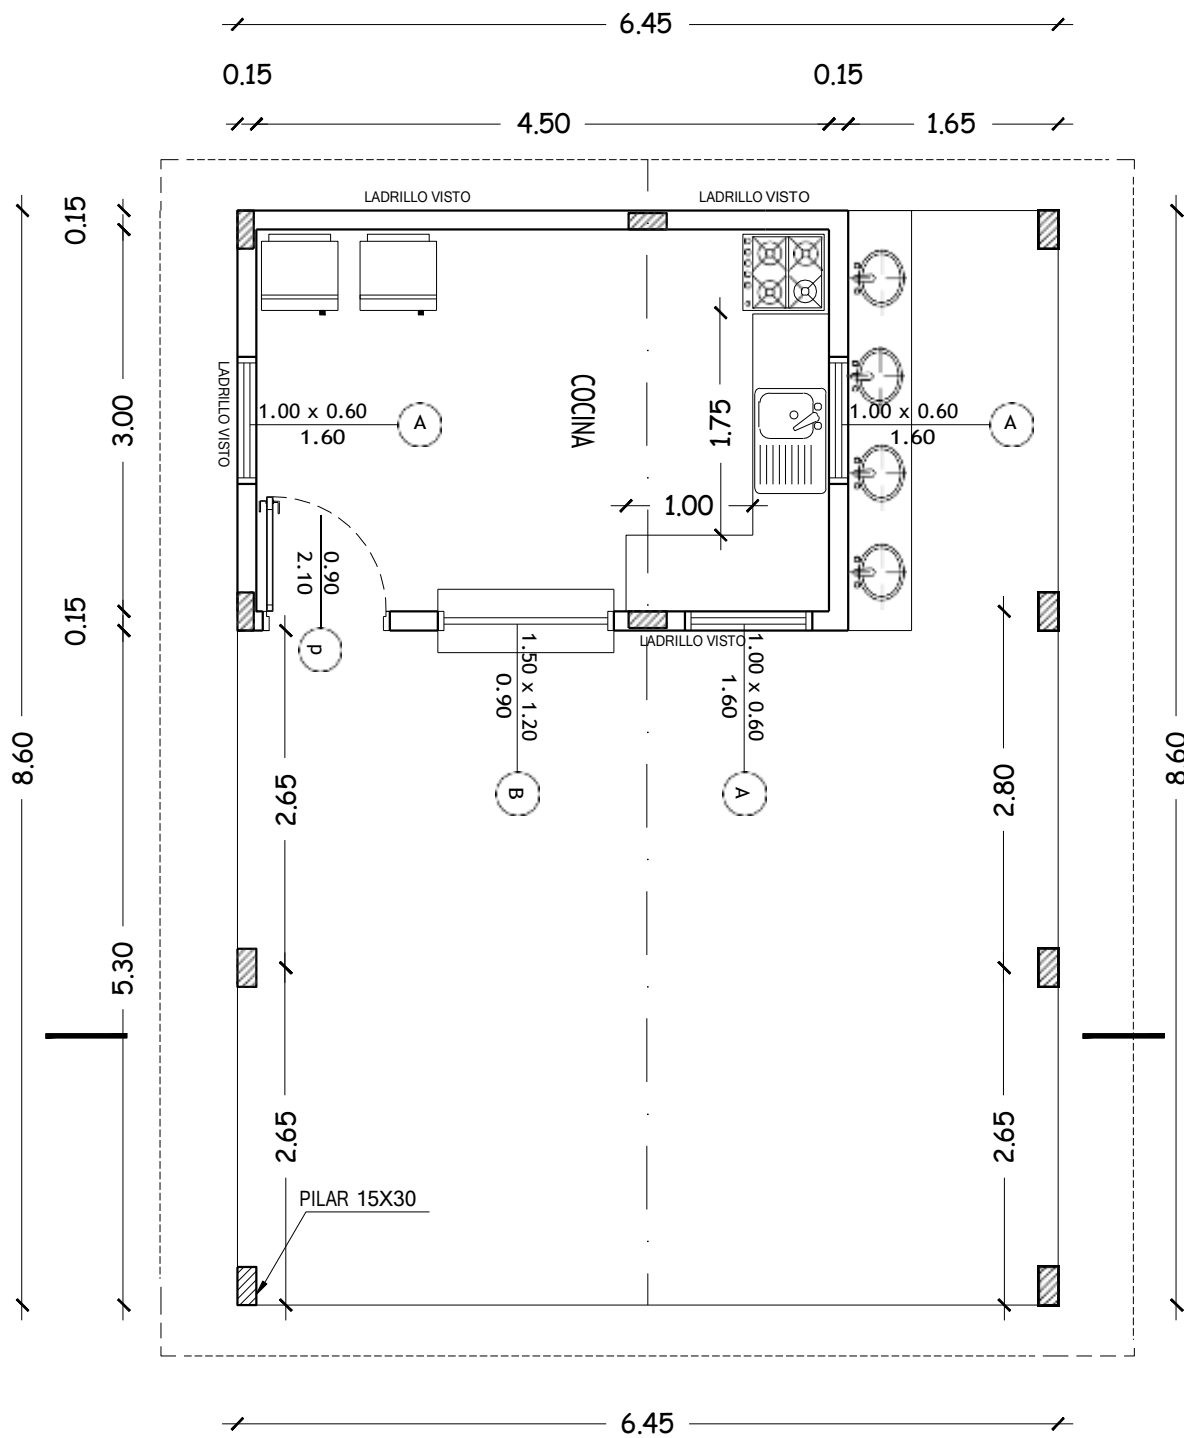 6.45
0.15
0.15
4.50
1.65
LADRILLO VISTO
LADRILLO VISTO
0.15
3.00
LADRILLO VISTO
1.00 x 0.60
1.60
A
COCINA
1.75
1.00
1.00 x 0.60
1.60
A
0.90
2.10
P
0.15
LADRILLO VISTO
1.50 x 1.20
0.90
B
1.00 x 0.60
1.60
A
8.60
2.65
2.80
8.60
5.30
2.65
2.65
PILAR 15X30
6.45